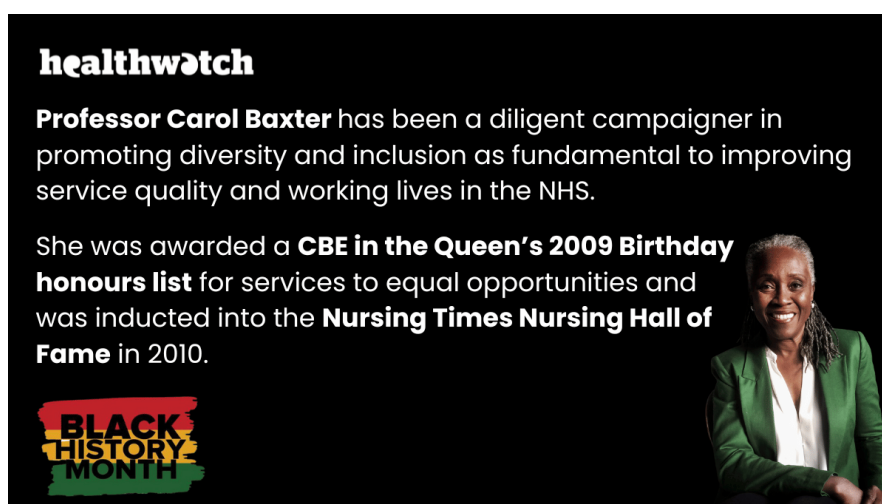 healthwatch
Professor Carol Baxter has been a diligent campaigner in
promoting diversity and inclusion as fundamental to improving
service quality and working lives in the NHS.
She was awarded a CBE in the Queen’s 2009 Birthday
honours list for services to equal opportunities and
was inducted into the Nursing Times Nursing Hall of
Fame in 2010.
BLACK
HISTORY
MONTH